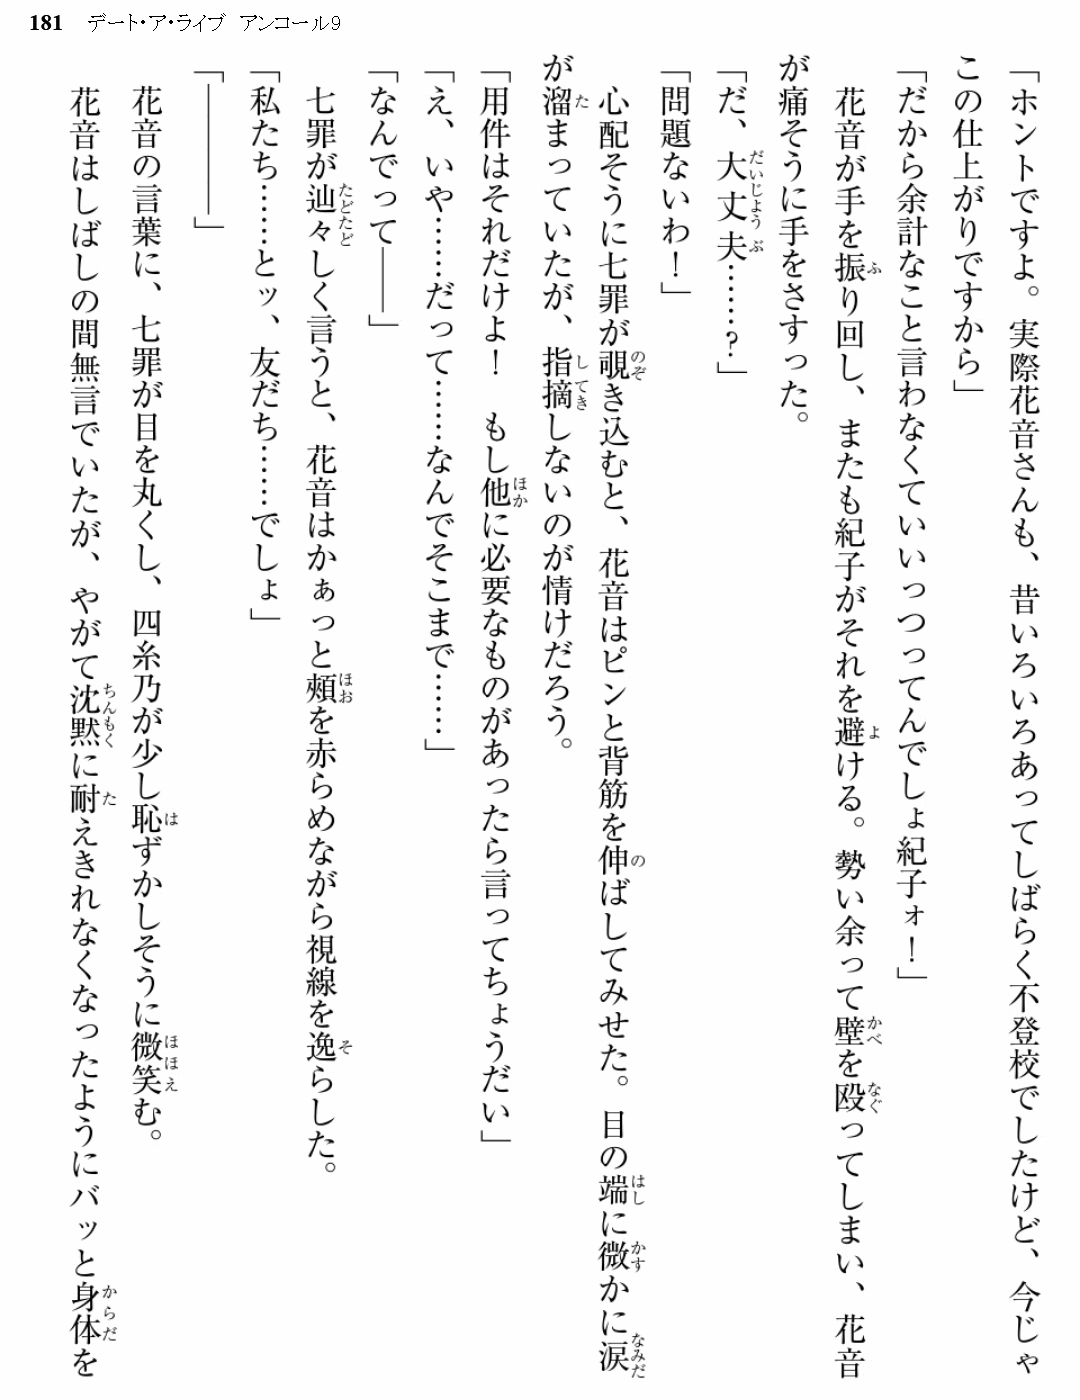 181 デート・ア・ライブ アンコール9
「ホントですよ。実際花音さんも、昔いろいろあってしばらく不登校でしたけど、今じゃ
この仕上がりですから」
「だから余計なこと言わなくていいっつってんでしょ紀子ォ！」
花音が手を振り回し、またも紀子がそれを避ける。勢い余って壁を殴ってしまい、花音
が痛そうに手をさすった。
「だ、大丈夫……？」
「問題ないわ！」
心配そうに七罪が覗き込むと、花音はピンと背筋を伸ばしてみせた。目の端に微かに涙
が溜まっていたが、指摘しないのが情けだろう。
「用件はそれだけよ！　もし他に必要なものがあったら言ってちょうだい」
「え、いや……だって……なんでそこまで……」
「なんでって――」
七罪が辿々しく言うと、花音はかぁっと頰を赤らめながら視線を逸らした。
「私たち……とッ、友だち……でしょ」
「――――」
花音の言葉に、七罪が目を丸くし、四糸乃が少し恥ずかしそうに微笑む。
花音はしばしの間無言でいたが、やがて沈黙に耐えきれなくなったようにバッと身体を